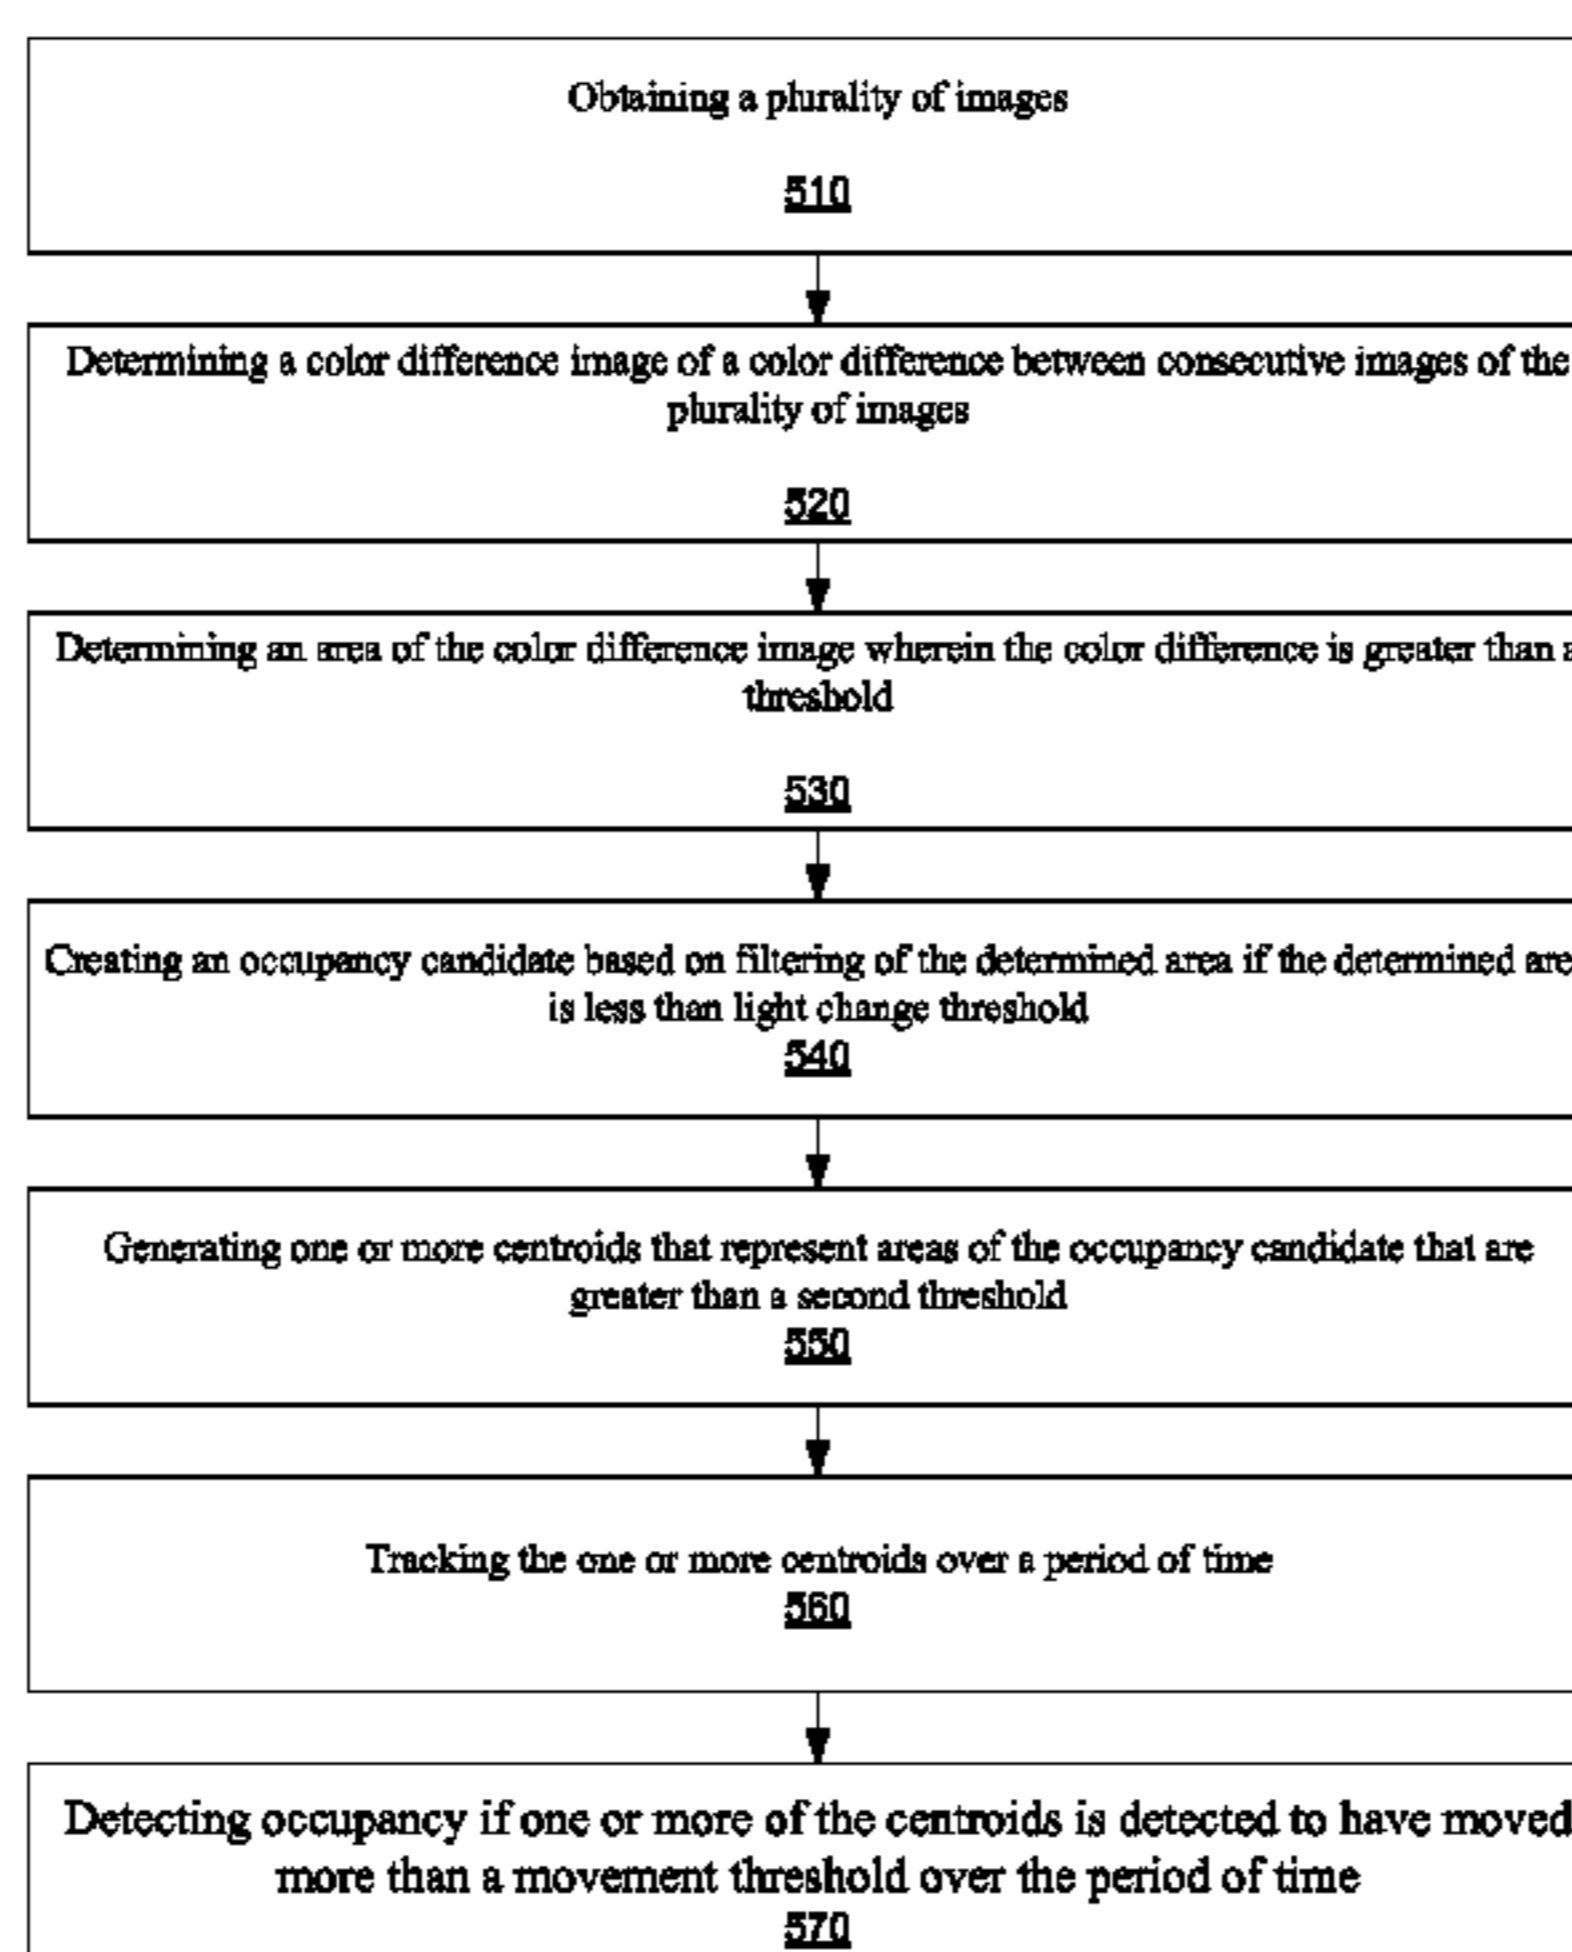 Obtaining a plurality of images
510
Determining a color difference image of a color difference between consecutive images of the
plurality of images
520
Determining an area of the color difference image wherein the color difference is greater than a
threshold
530
Creating an occupancy candidate based on filtering of the determined area if the determined are
is less than light change threshold
540
Generating one or more centroids that represent areas of the occupancy candidate that are
greater than a second threshold
550
Tracking the one or more centroids over a period of time
560
Detecting occupancy if one or more of the centroids is detected to have moved
more than a movement threshold over the period of time
570